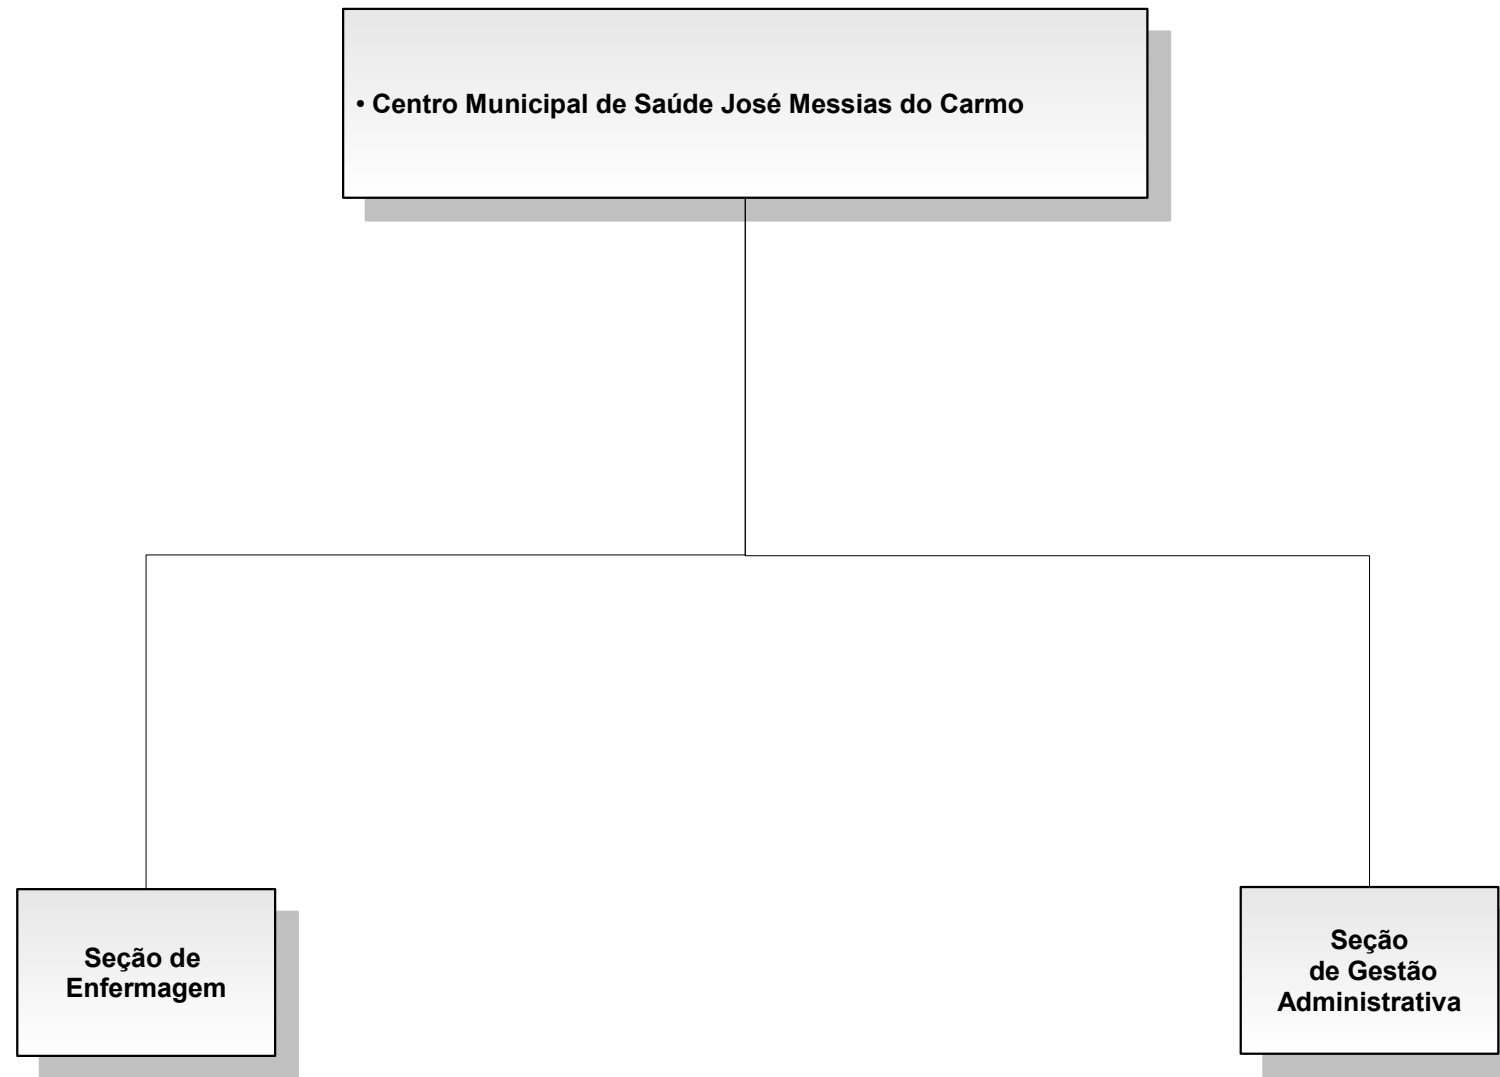 • Centro Municipal de Saúde José Messias do Carmo
Seção de
Enfermagem
Seção
de Gestão
Administrativa